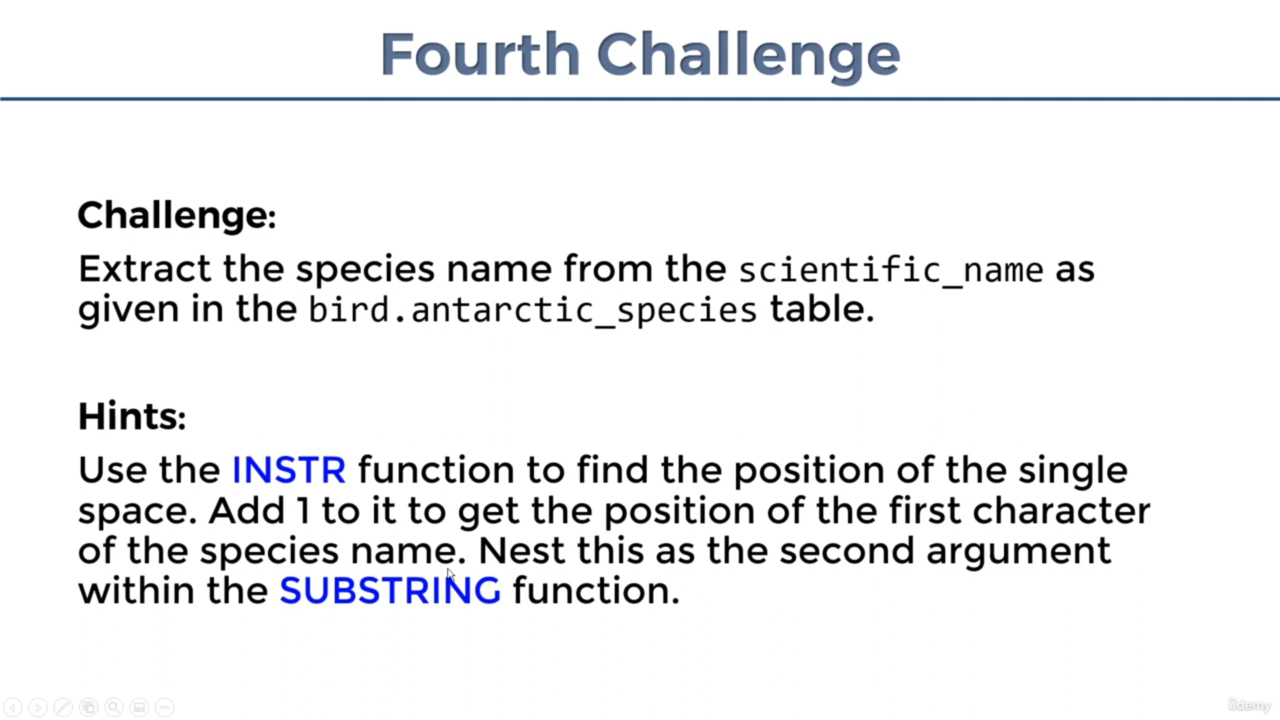 Fourth Challenge
Challenge:
Extract the species name from the scientific_name as
given in the bird.antarctic_species table.
Hints:
Use the INSTR function to find the position of the single
space. Add 1 to it to get the position of the first character
of the species name. Nest this as the second argument
within the SUBSTRING function.
ûdemy